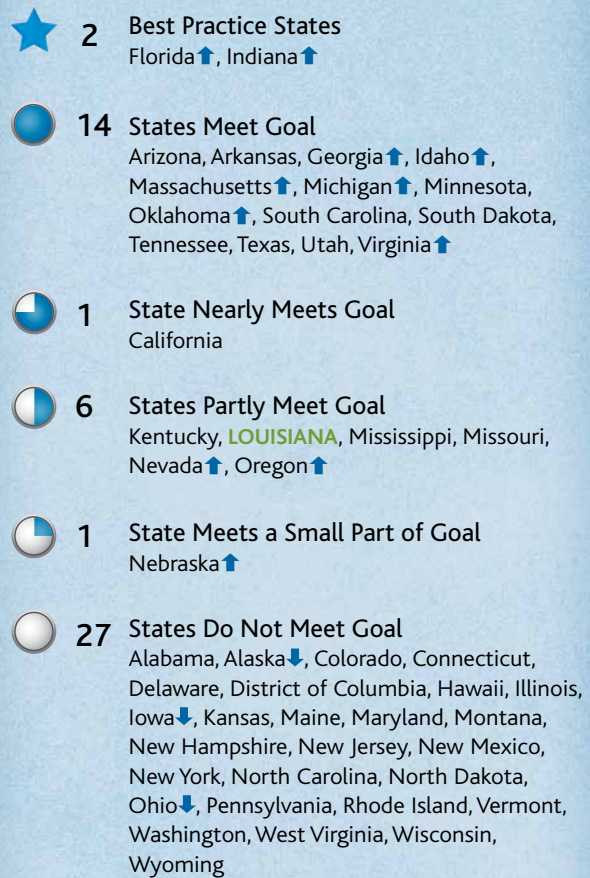 2 Best Practice States
Florida⬆, Indiana⬆
14 States Meet Goal
Arizona, Arkansas, Georgia⬆, Idaho⬆,
Massachusetts⬆, Michigan⬆, Minnesota,
Oklahoma⬆, South Carolina, South Dakota,
Tennessee, Texas, Utah, Virginia⬆
1 State Nearly Meets Goal
California
6 States Partly Meet Goal
Kentucky, LOUISIANA, Mississippi, Missouri,
Nevada⬆, Oregon⬆
1 State Meets a Small Part of Goal
Nebraska⬆
27 States Do Not Meet Goal
Alabama, Alaska⬇, Colorado, Connecticut,
Delaware, District of Columbia, Hawaii, Illinois,
Iowa⬇, Kansas, Maine, Maryland, Montana,
New Hampshire, New Jersey, New Mexico,
New York, North Carolina, North Dakota,
Ohio⬇, Pennsylvania, Rhode Island, Vermont,
Washington, West Virginia, Wisconsin,
Wyoming